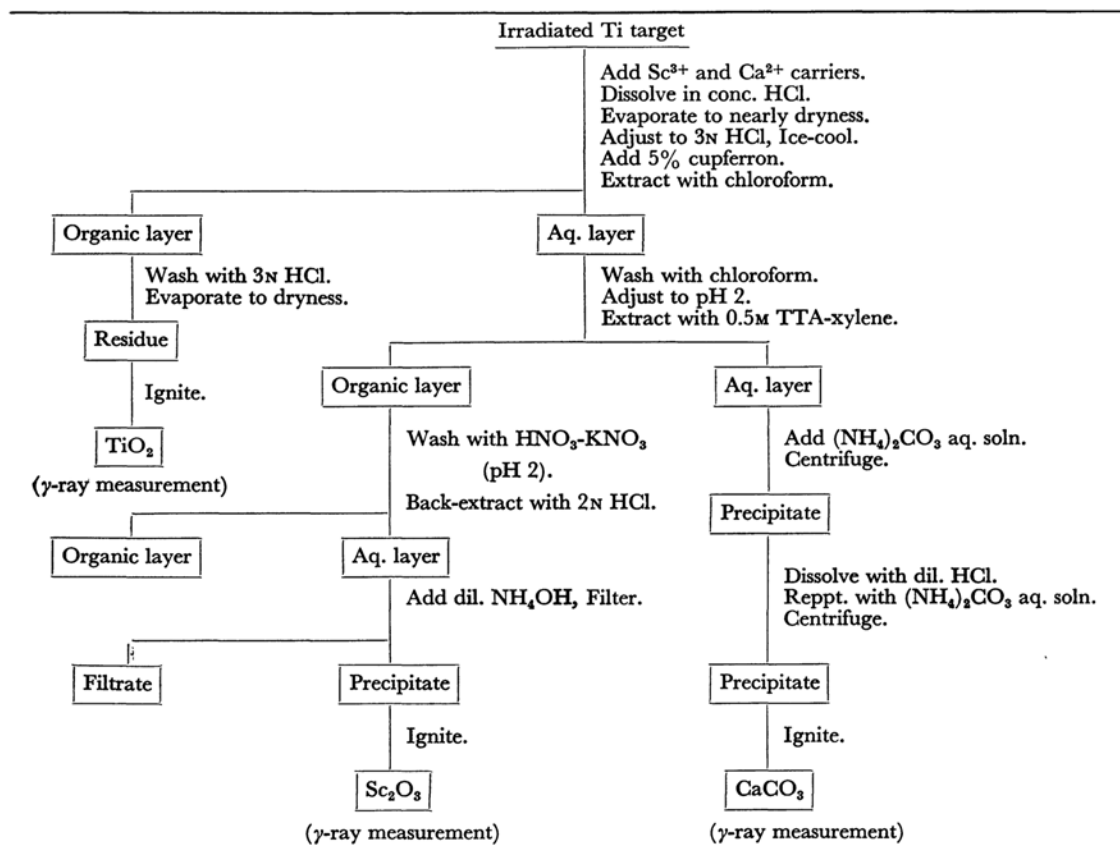 Irradiated Ti target
Add Sc³⁺ and Ca²⁺ carriers.
Dissolve in conc. HCl.
Evaporate to nearly dryness.
Adjust to 3N HCl, Ice-cool.
Add 5% cupferron.
Extract with chloroform.
Organic layer
Aq. layer
Wash with 3N HCl.
Evaporate to dryness.
Wash with chloroform.
Adjust to pH 2.
Extract with 0.5M TTA-xylene.
Residue
Ignite.
TiO₂
(γ-ray measurement)
Organic layer
Aq. layer
Wash with HNO₃-KNO₃
(pH 2).
Back-extract with 2N HCl.
Add (NH₄)₂CO₃ aq. soln.
Centrifuge.
Organic layer
Aq. layer
Precipitate
Add dil. NH₄OH, Filter.
Dissolve with dil. HCl.
Reppt. with (NH₄)₂CO₃ aq. soln.
Centrifuge.
Filtrate
Precipitate
Precipitate
Ignite.
Ignite.
Sc₂O₃
CaCO₃
(γ-ray measurement)
(γ-ray measurement)